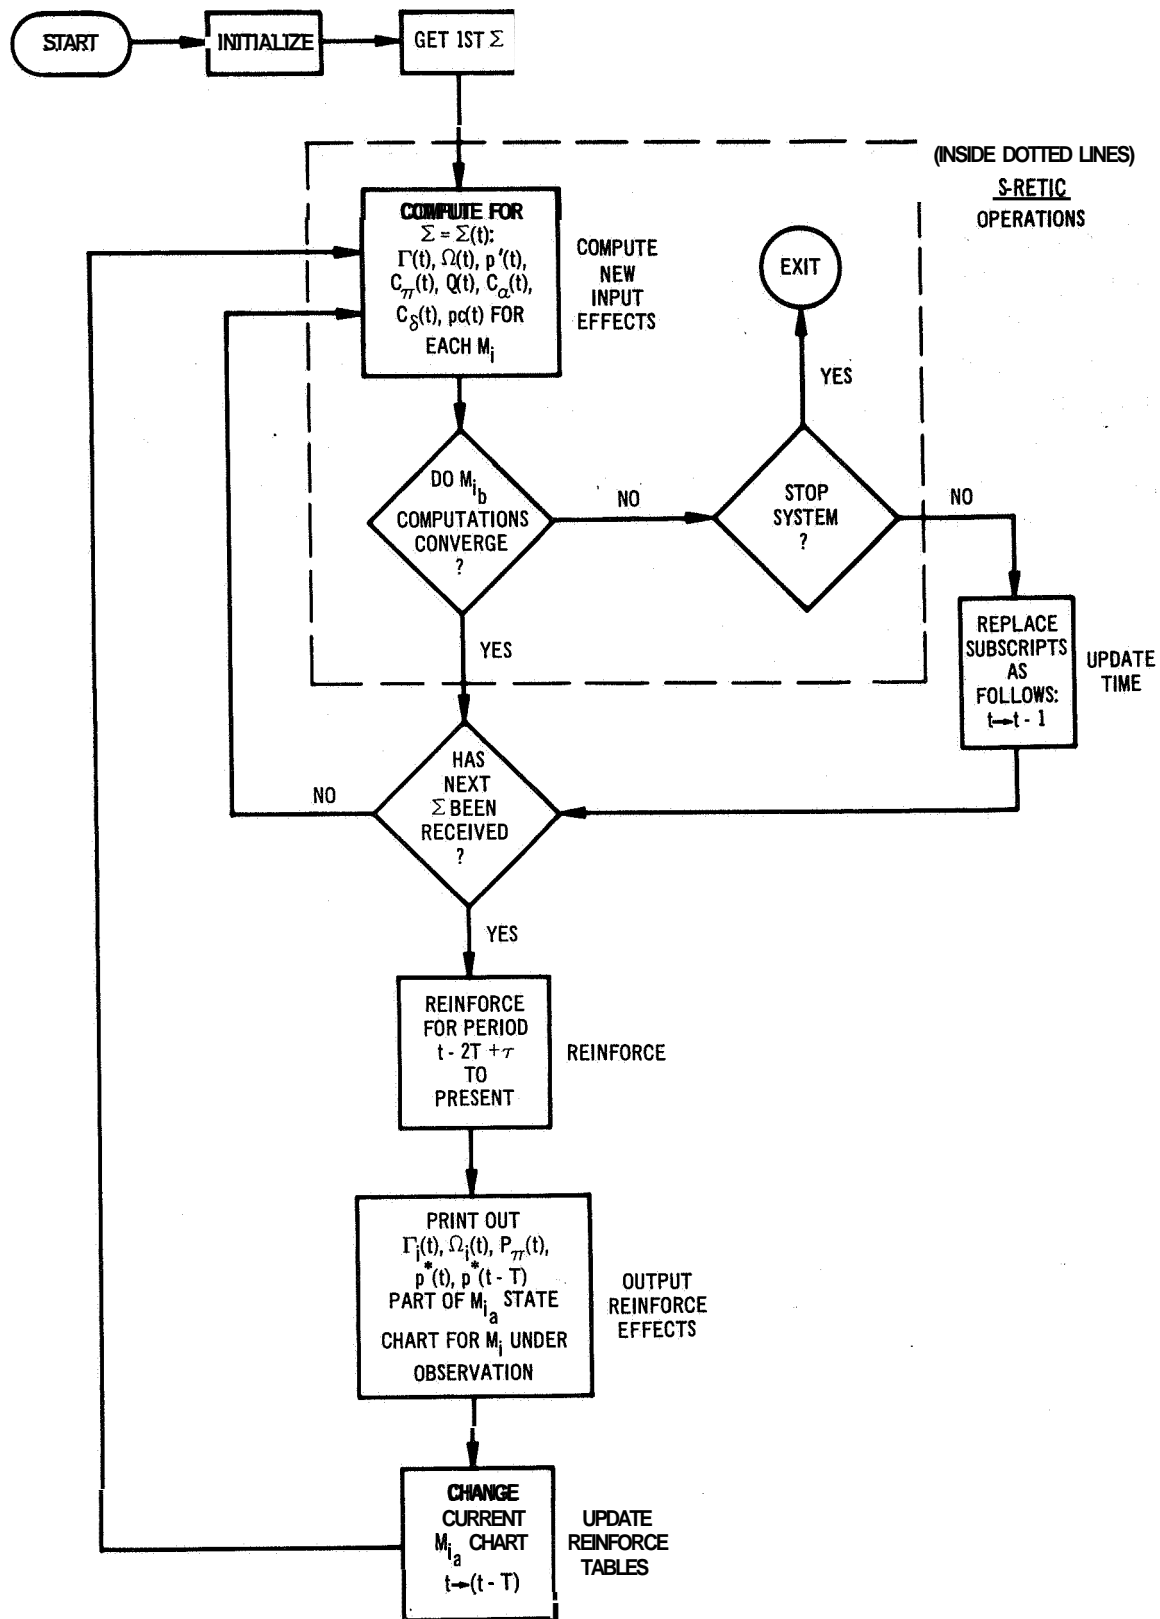 START
INITIALIZE
GET 1ST Σ
(INSIDE DOTTED LINES)
S-RETIC
OPERATIONS
COMPUTE FOR
Σ = Σ(t):
Γ(t), Ω(t), p'(t),
C_π(t), Q(t), C_α(t),
C_δ(t), pc(t) FOR
EACH M_i
COMPUTE
NEW
INPUT
EFFECTS
EXIT
YES
DO M_i_b
COMPUTATIONS
CONVERGE
?
NO
STOP
SYSTEM
?
NO
YES
REPLACE
SUBSCRIPTS
AS
FOLLOWS:
t→t - 1
UPDATE
TIME
HAS
NEXT
Σ BEEN
RECEIVED
?
NO
YES
REINFORCE
FOR PERIOD
t - 2T + τ
TO
PRESENT
REINFORCE
PRINT OUT
Γ_i(t), Ω_i(t), P_π(t),
p*(t), p*(t - T)
PART OF M_i_a STATE
CHART FOR M_i UNDER
OBSERVATION
OUTPUT
REINFORCE
EFFECTS
CHANGE
CURRENT
M_i_a CHART
t→(t - T)
UPDATE
REINFORCE
TABLES